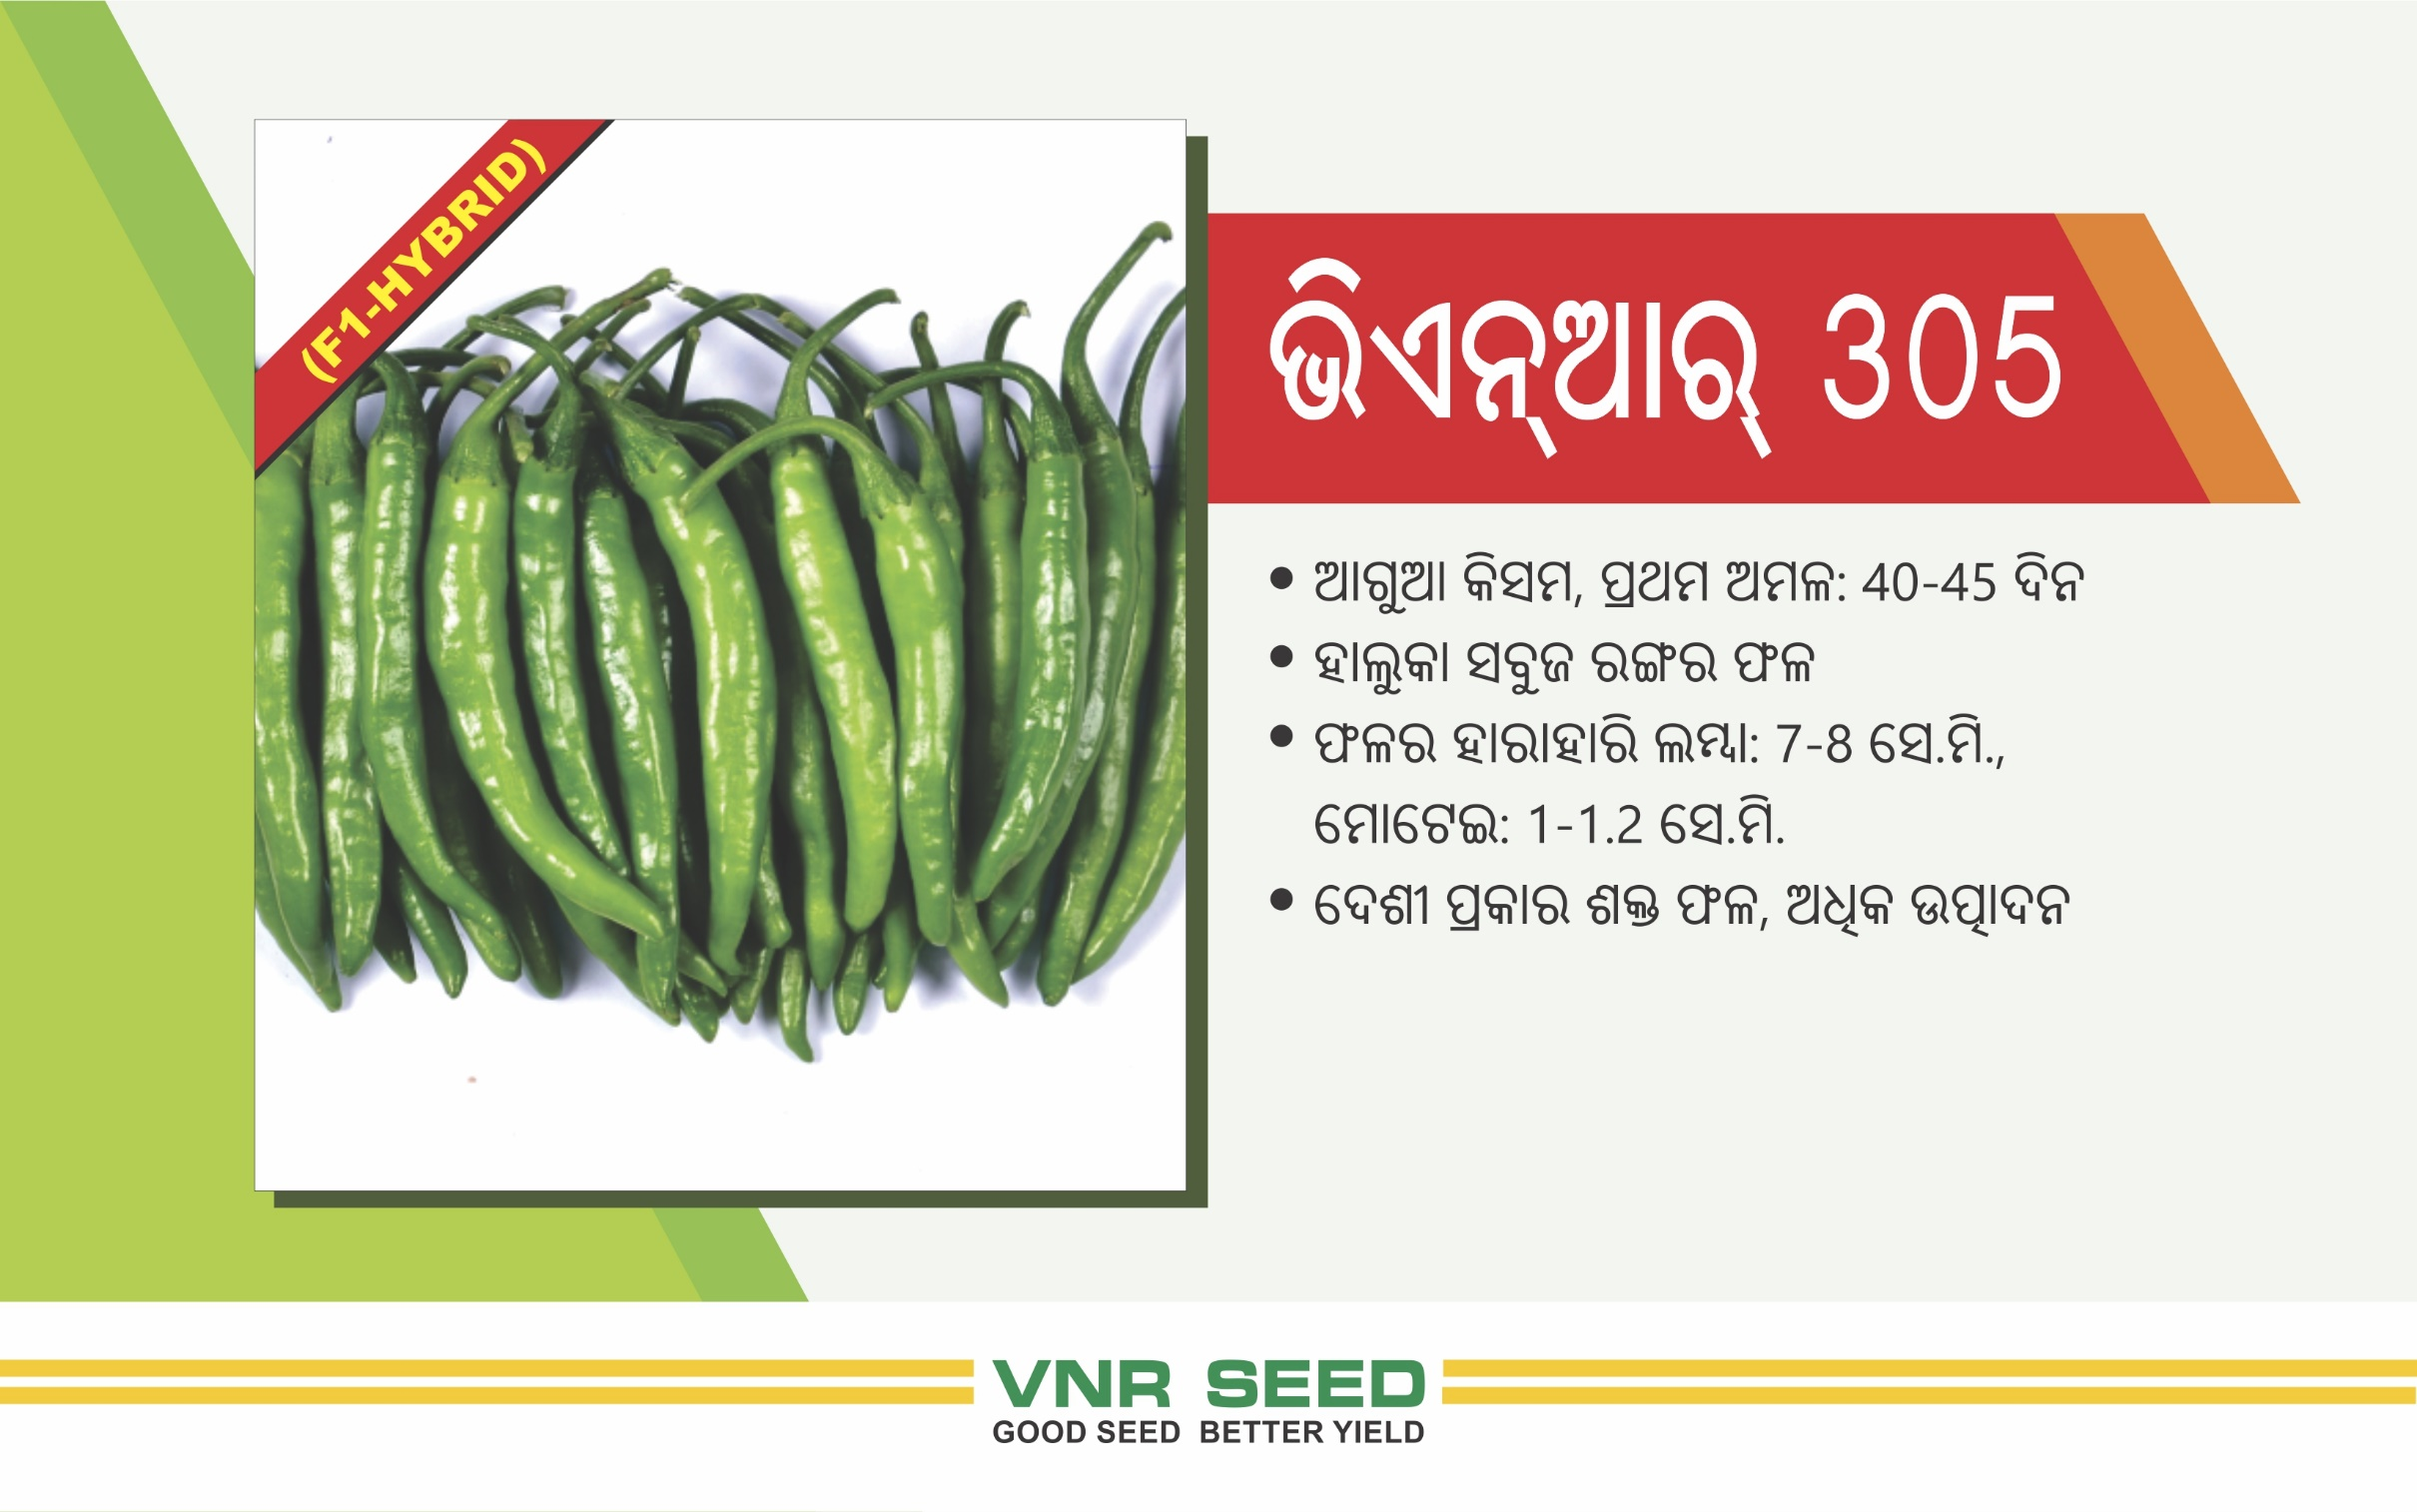 (F1-HYBRID)
ଭିଏନ୍ଆର୍ 305
• ଆଗୁଆ କିସମ, ପ୍ରଥମ ଅମଳ: 40-45 ଦିନ
• ହାଲୁକା ସବୁଜ ରଙ୍ଗର ଫଳ
• ଫଳର ହାରାହାରି ଲମ୍ବା: 7-8 ସେ.ମି.,
ମୋଟେଇ: 1-1.2 ସେ.ମି.
• ଦେଶୀ ପ୍ରକାର ଶକ୍ତ ଫଳ, ଅଧିକ ଉତ୍ପାଦନ
VNR SEED
GOOD SEED BETTER YIELD